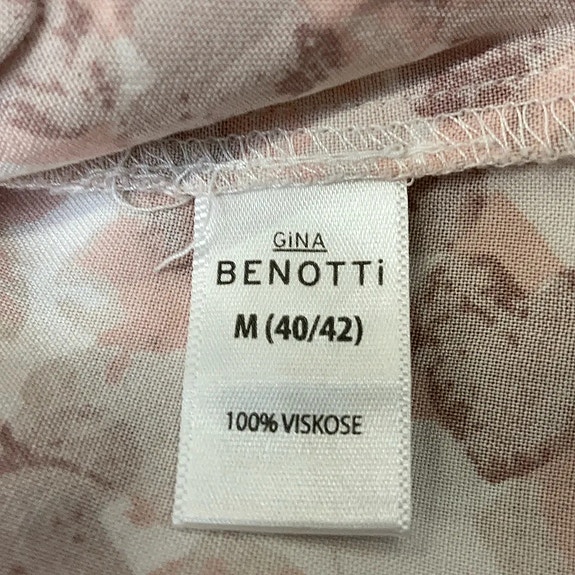 GiNA
BENOTTi
M (40/42)
100% VISKOSE